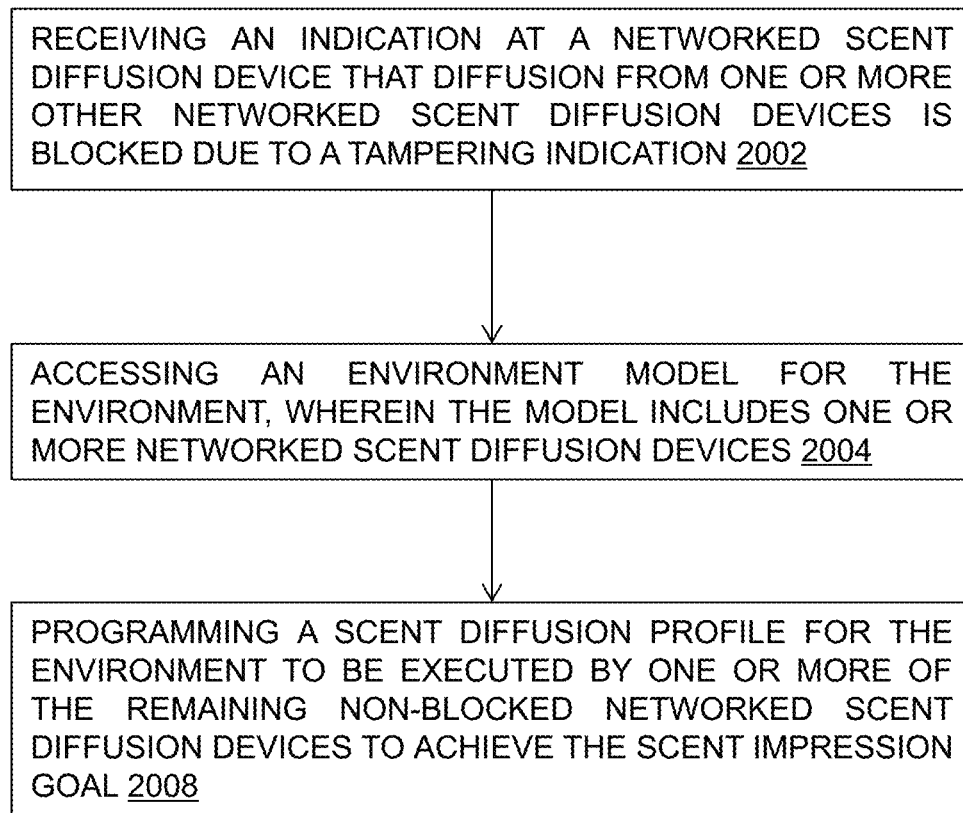 RECEIVING AN INDICATION AT A NETWORKED SCENT
DIFFUSION DEVICE THAT DIFFUSION FROM ONE OR MORE
OTHER NETWORKED SCENT DIFFUSION DEVICES IS
BLOCKED DUE TO A TAMPERING INDICATION 2002
ACCESSING AN ENVIRONMENT MODEL FOR THE
ENVIRONMENT, WHEREIN THE MODEL INCLUDES ONE OR
MORE NETWORKED SCENT DIFFUSION DEVICES 2004
PROGRAMMING A SCENT DIFFUSION PROFILE FOR THE
ENVIRONMENT TO BE EXECUTED BY ONE OR MORE OF
THE REMAINING NON-BLOCKED NETWORKED SCENT
DIFFUSION DEVICES TO ACHIEVE THE SCENT IMPRESSION
GOAL 2008